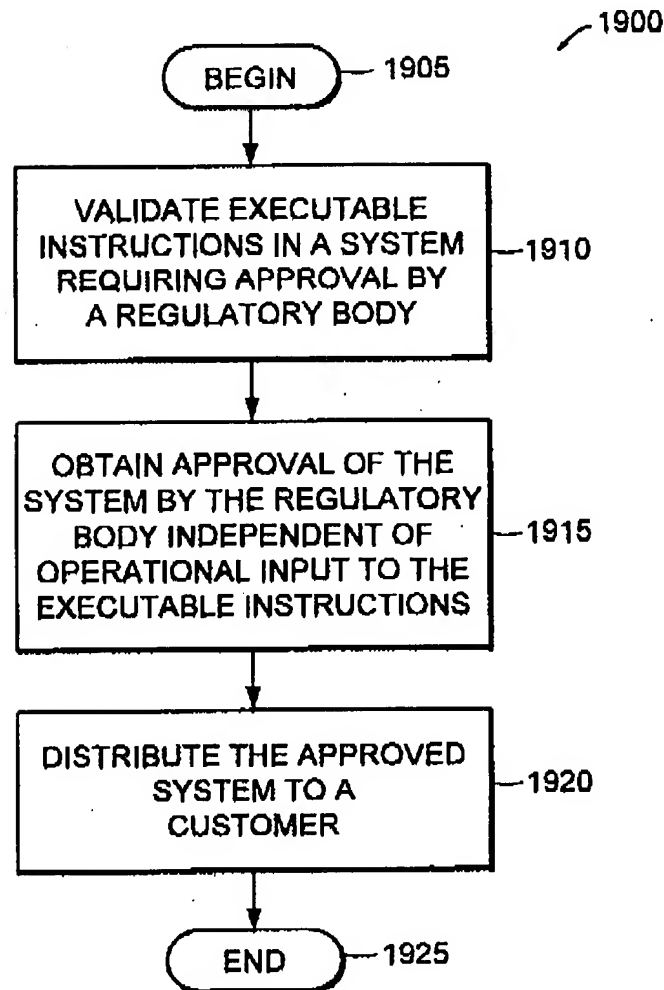 1900
BEGIN
1905
VALIDATE EXECUTABLE
INSTRUCTIONS IN A SYSTEM
REQUIRING APPROVAL BY
A REGULATORY BODY
1910
OBTAIN APPROVAL OF THE
SYSTEM BY THE REGULATORY
BODY INDEPENDENT OF
OPERATIONAL INPUT TO THE
EXECUTABLE INSTRUCTIONS
1915
DISTRIBUTE THE APPROVED
SYSTEM TO A
CUSTOMER
1920
END
1925